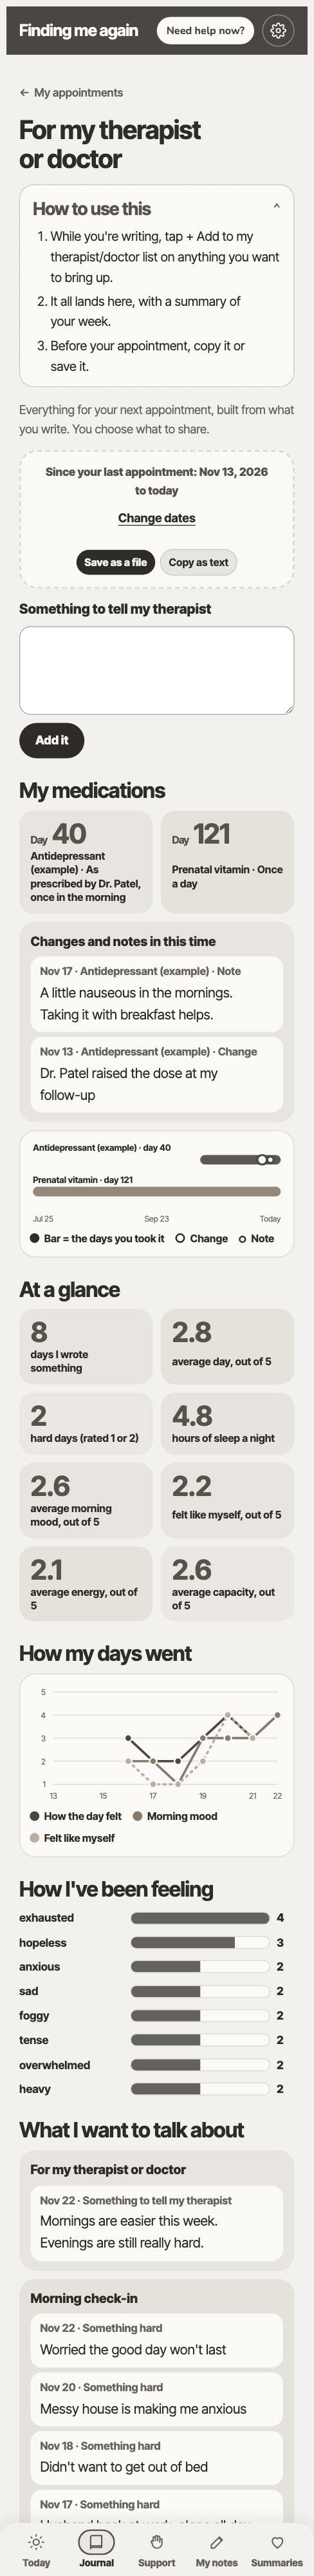 Finding me again
Need help now?
← My appointments
For my therapist
or doctor
How to use this
1. While you're writing, tap + Add to my
therapist/doctor list on anything you want
to bring up.
2. It all lands here, with a summary of
your week.
3. Before your appointment, copy it or
save it.
Everything for your next appointment, built from what
you write. You choose what to share.
Since your last appointment: Nov 13, 2026
to today
Change dates
Save as a file
Copy as text
Something to tell my therapist
Add it
My medications
Day 40
Antidepressant
(example) · As
prescribed by Dr. Patel,
once in the morning
Day 121
Prenatal vitamin · Once
a day
Changes and notes in this time
Nov 17 · Antidepressant (example) · Note
A little nauseous in the mornings.
Taking it with breakfast helps.
Nov 13 · Antidepressant (example) · Change
Dr. Patel raised the dose at my
follow-up
Antidepressant (example) · day 40
Prenatal vitamin · day 121
Jul 25 Sep 23 Today
Bar = the days you took it Change Note
At a glance
8
days I wrote
something
2.8
average day, out of 5
2
hard days (rated 1 or 2)
4.8
hours of sleep a night
2.6
average morning
mood, out of 5
2.2
felt like myself, out of 5
2.1
average energy, out of
5
2.6
average capacity, out
of 5
How my days went
5
4
3
2
1
13 15 17 19 21 22
How the day felt Morning mood
Felt like myself
How I've been feeling
exhausted 4
hopeless 3
anxious 2
sad 2
foggy 2
tense 2
overwhelmed 2
heavy 2
What I want to talk about
For my therapist or doctor
Nov 22 · Something to tell my therapist
Mornings are easier this week.
Evenings are still really hard.
Morning check-in
Nov 22 · Something hard
Worried the good day won't last
Nov 20 · Something hard
Messy house is making me anxious
Nov 18 · Something hard
Didn't want to get out of bed
Nov 17 · Something hard
Today Journal Support My notes Summaries